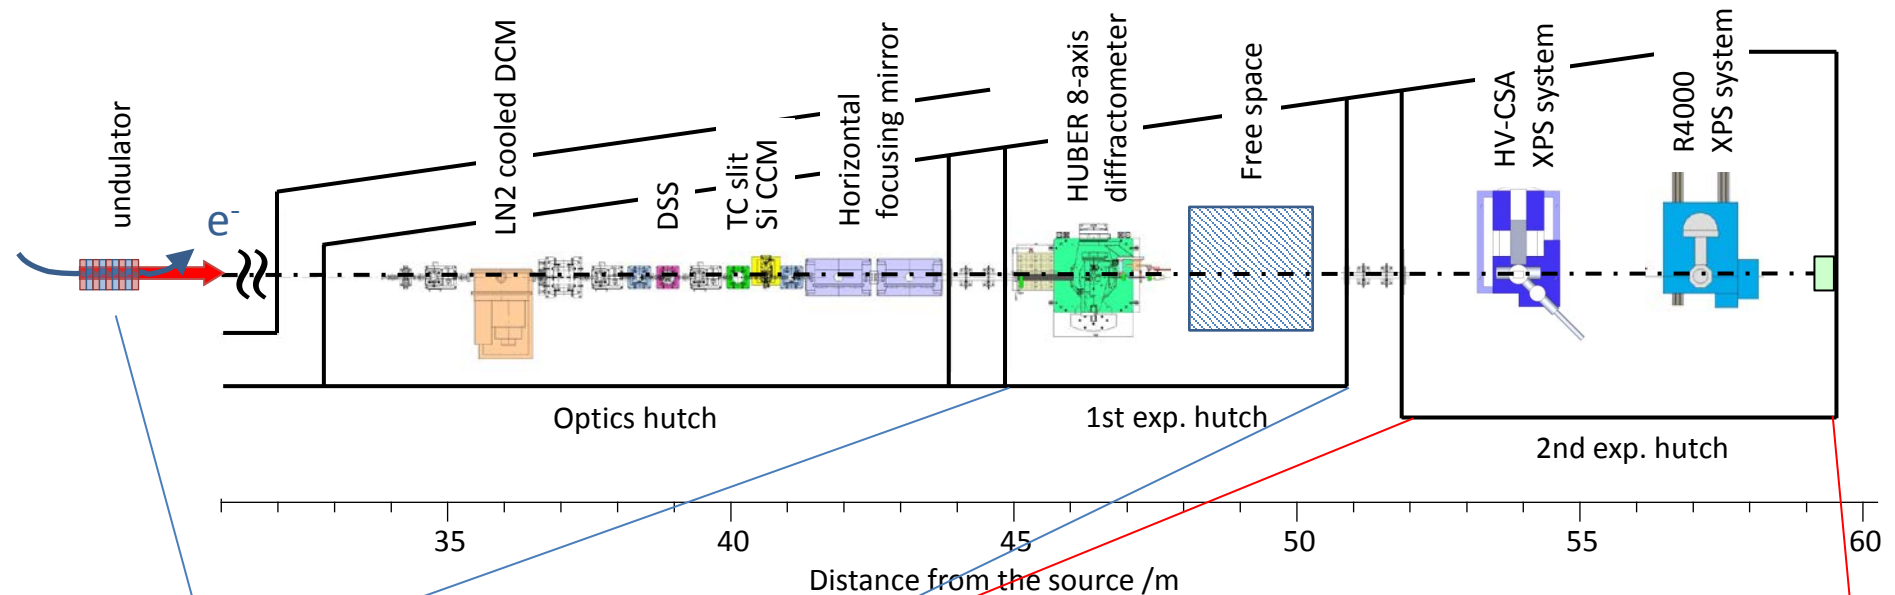 undulator
e-
LN2 cooled DCM
DSS
TC slit
Si CCM
Horizontal
focusing mirror
HUBER 8-axis
diffractometer
Free space
HV-CSA
XPS system
R4000
XPS system
Optics hutch
1st exp. hutch
2nd exp. hutch
35 40 45 50 55 60
Distance from the source /m